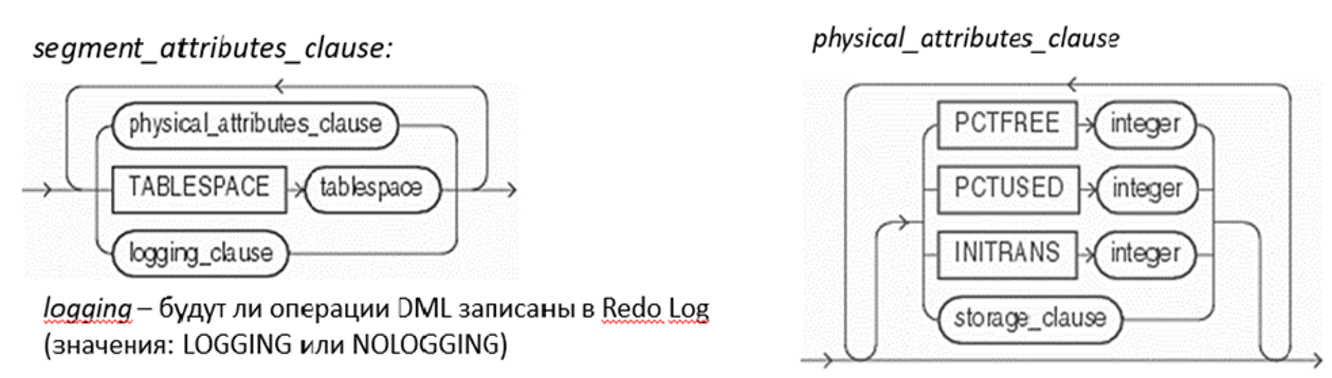 segment_attributes_clause:
physical_attributes_clause
TABLESPACE tablespace
logging_clause
logging – будут ли операции DML записаны в Redo Log
(значения: LOGGING или NOLOGGING)
physical_attributes_clause
PCTFREE integer
PCTUSED integer
INITRANS integer
storage_clause